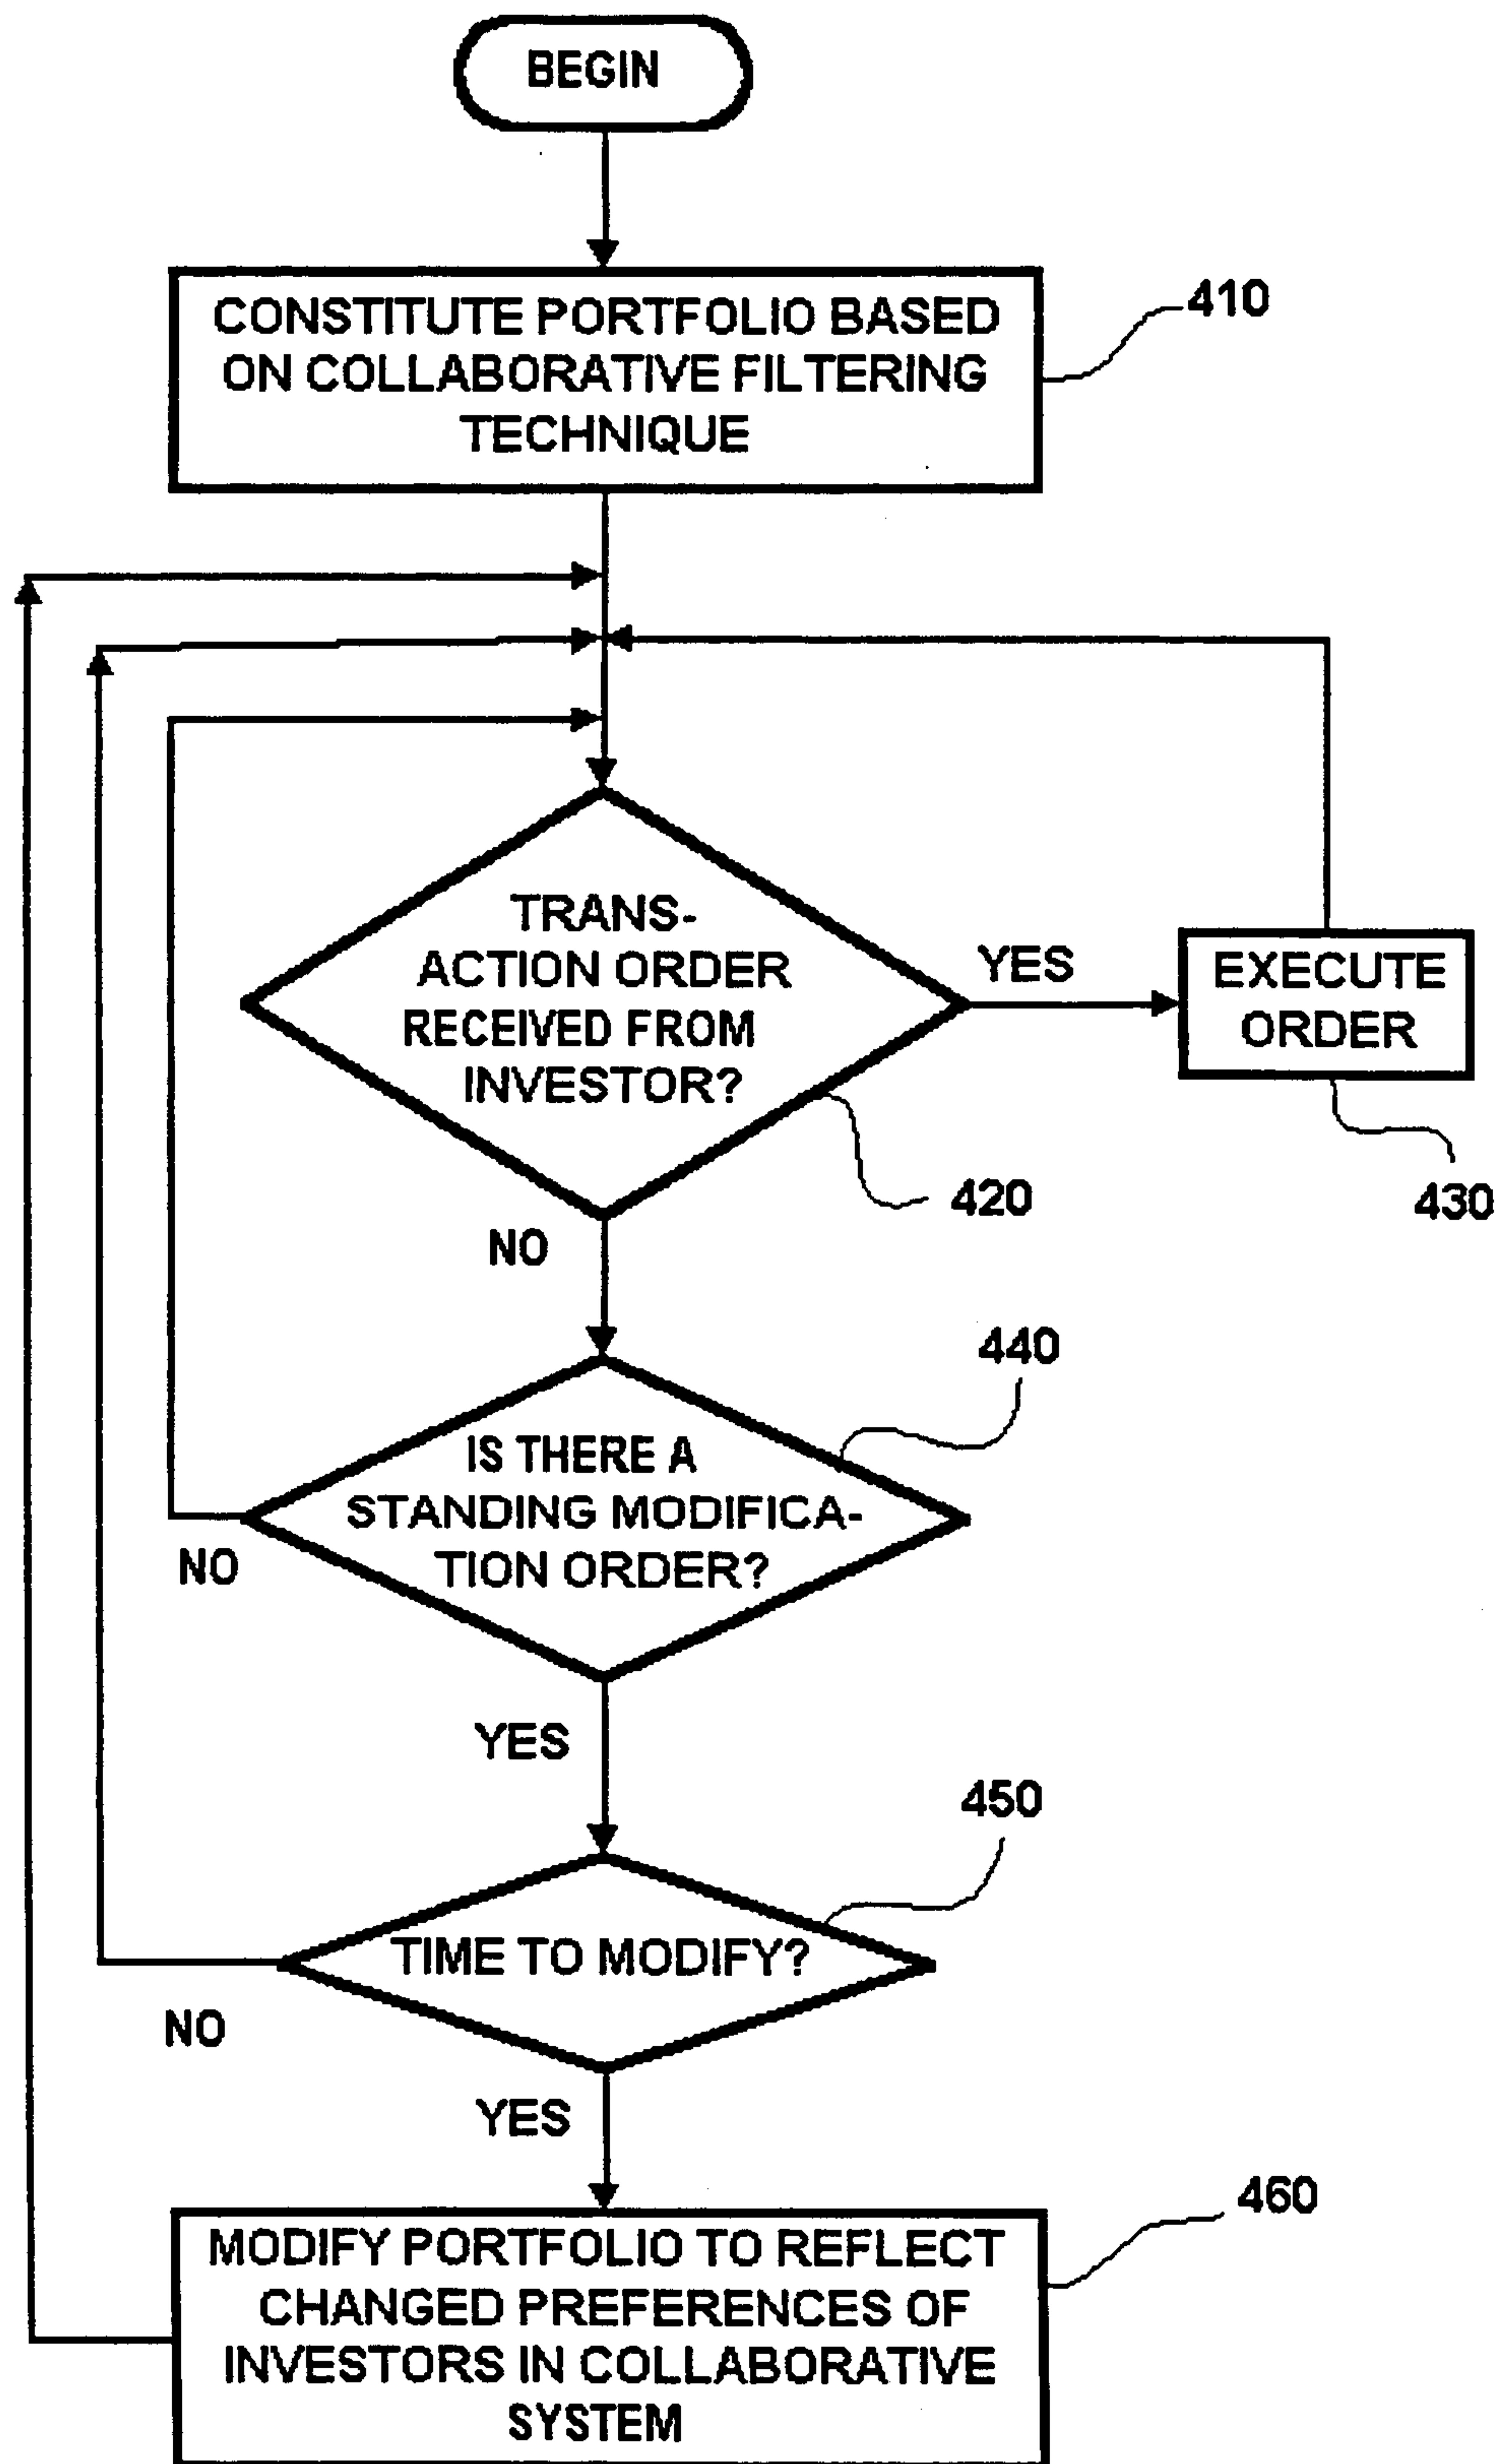 BEGIN
CONSTITUTE PORTFOLIO BASED
ON COLLABORATIVE FILTERING
TECHNIQUE
410
TRANS-
ACTION ORDER
RECEIVED FROM
INVESTOR?
YES
EXECUTE
ORDER
420
430
NO
440
IS THERE A
STANDING MODIFICA-
TION ORDER?
NO
YES
450
TIME TO MODIFY?
NO
YES
460
MODIFY PORTFOLIO TO REFLECT
CHANGED PREFERENCES OF
INVESTORS IN COLLABORATIVE
SYSTEM